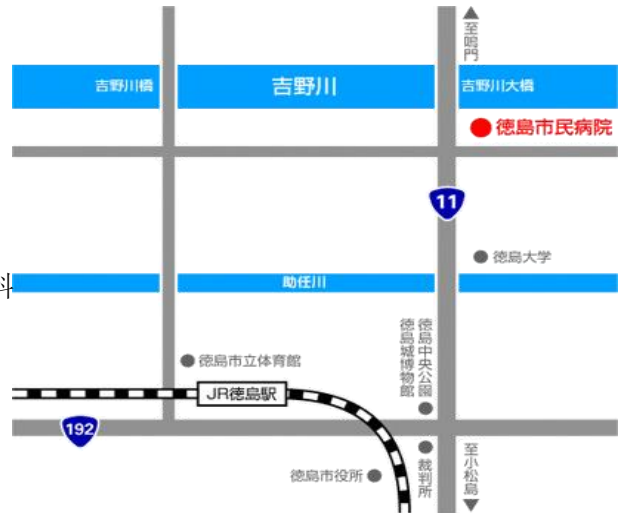 至鳴門
吉野川橋
吉野川
吉野川大橋
徳島市民病院
11
徳島大学
科
助任川
徳島中央公園
徳島城博物館
徳島市立体育館
JR徳島駅
192
徳島市役所
裁判所
至小松島